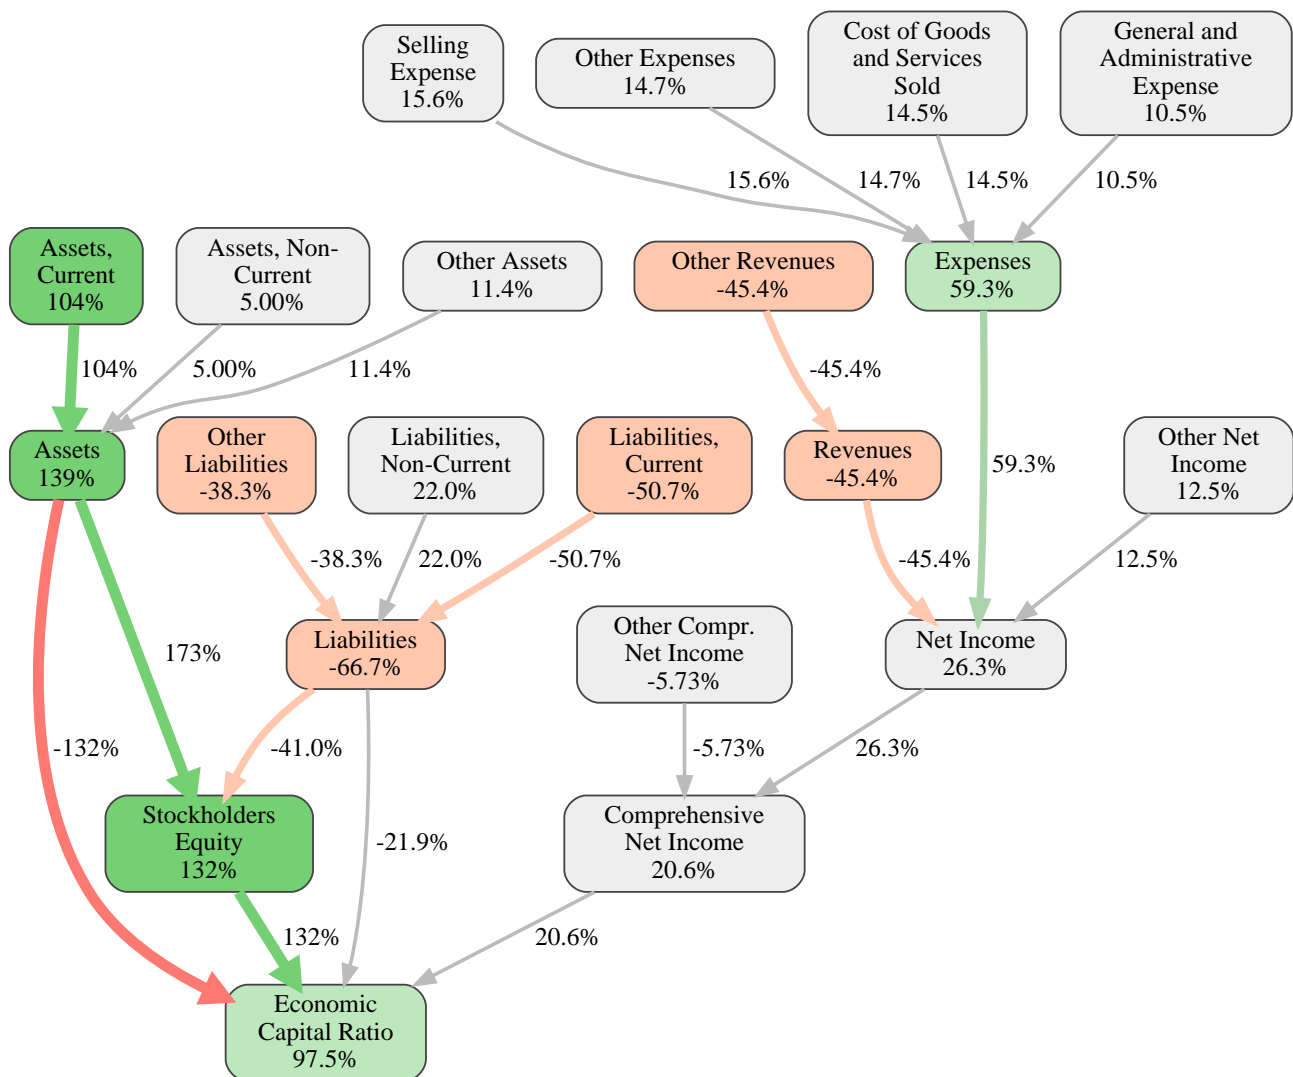 Selling
Expense
15.6%
Other Expenses
14.7%
Cost of Goods
and Services
Sold
14.5%
General and
Administrative
Expense
10.5%
15.6%
14.7%
14.5%
10.5%
Assets,
Current
104%
Assets, Non-
Current
5.00%
Other Assets
11.4%
Other Revenues
-45.4%
Expenses
59.3%
104%
5.00%
11.4%
-45.4%
Assets
139%
Other
Liabilities
-38.3%
Liabilities,
Non-Current
22.0%
Liabilities,
Current
-50.7%
Revenues
-45.4%
59.3%
Other Net
Income
12.5%
-38.3%
22.0%
-50.7%
-45.4%
12.5%
173%
Liabilities
-66.7%
Other Compr.
Net Income
-5.73%
Net Income
26.3%
-132%
-41.0%
-5.73%
26.3%
Stockholders
Equity
132%
-21.9%
Comprehensive
Net Income
20.6%
132%
20.6%
Economic
Capital Ratio
97.5%